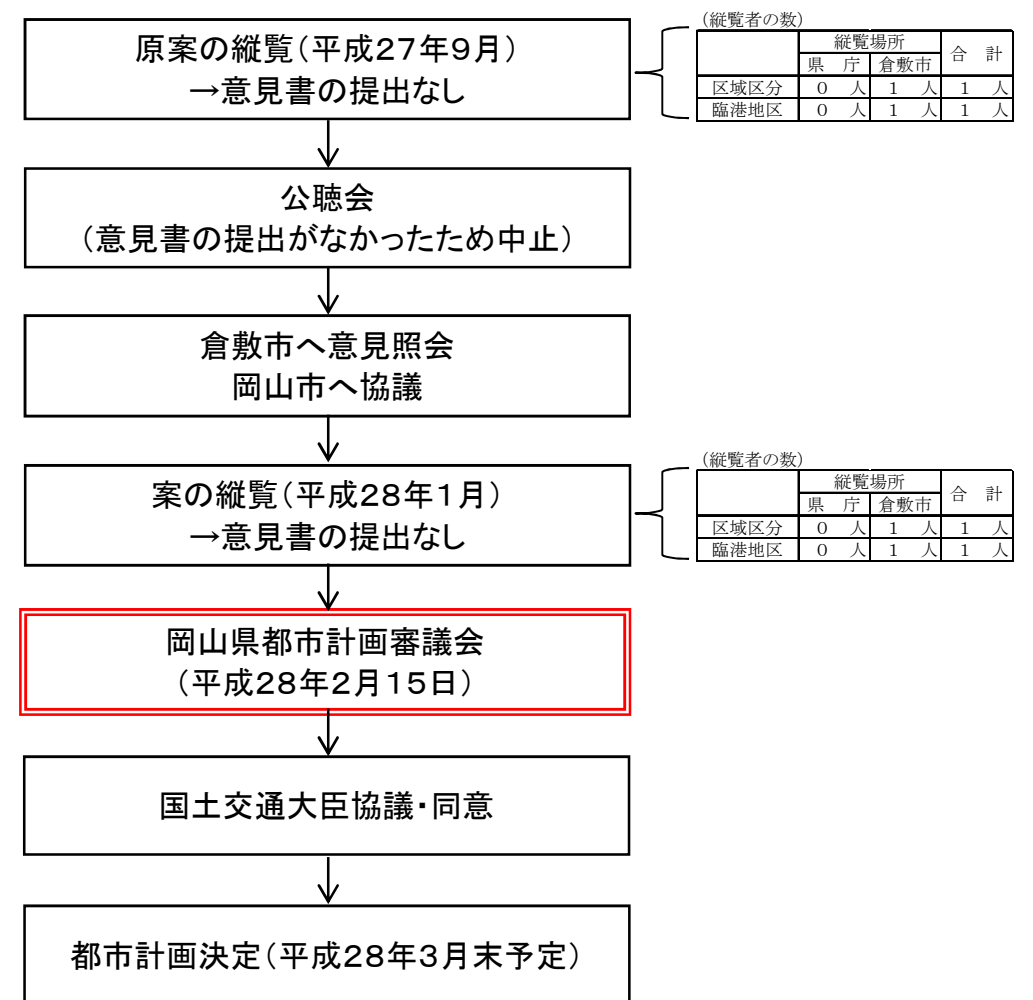 原案の縦覧(平成27年9月)
→意見書の提出なし
(縦覧者の数)
縦覧場所 合 計
県 庁 倉敷市
区域区分 0 人 1 人 1 人
臨港地区 0 人 1 人 1 人
公聴会
(意見書の提出がなかったため中止)
倉敷市へ意見照会
岡山市へ協議
案の縦覧(平成28年1月)
→意見書の提出なし
(縦覧者の数)
縦覧場所 合 計
県 庁 倉敷市
区域区分 0 人 1 人 1 人
臨港地区 0 人 1 人 1 人
岡山県都市計画審議会
(平成28年2月15日)
国土交通大臣協議・同意
都市計画決定(平成28年3月末予定)